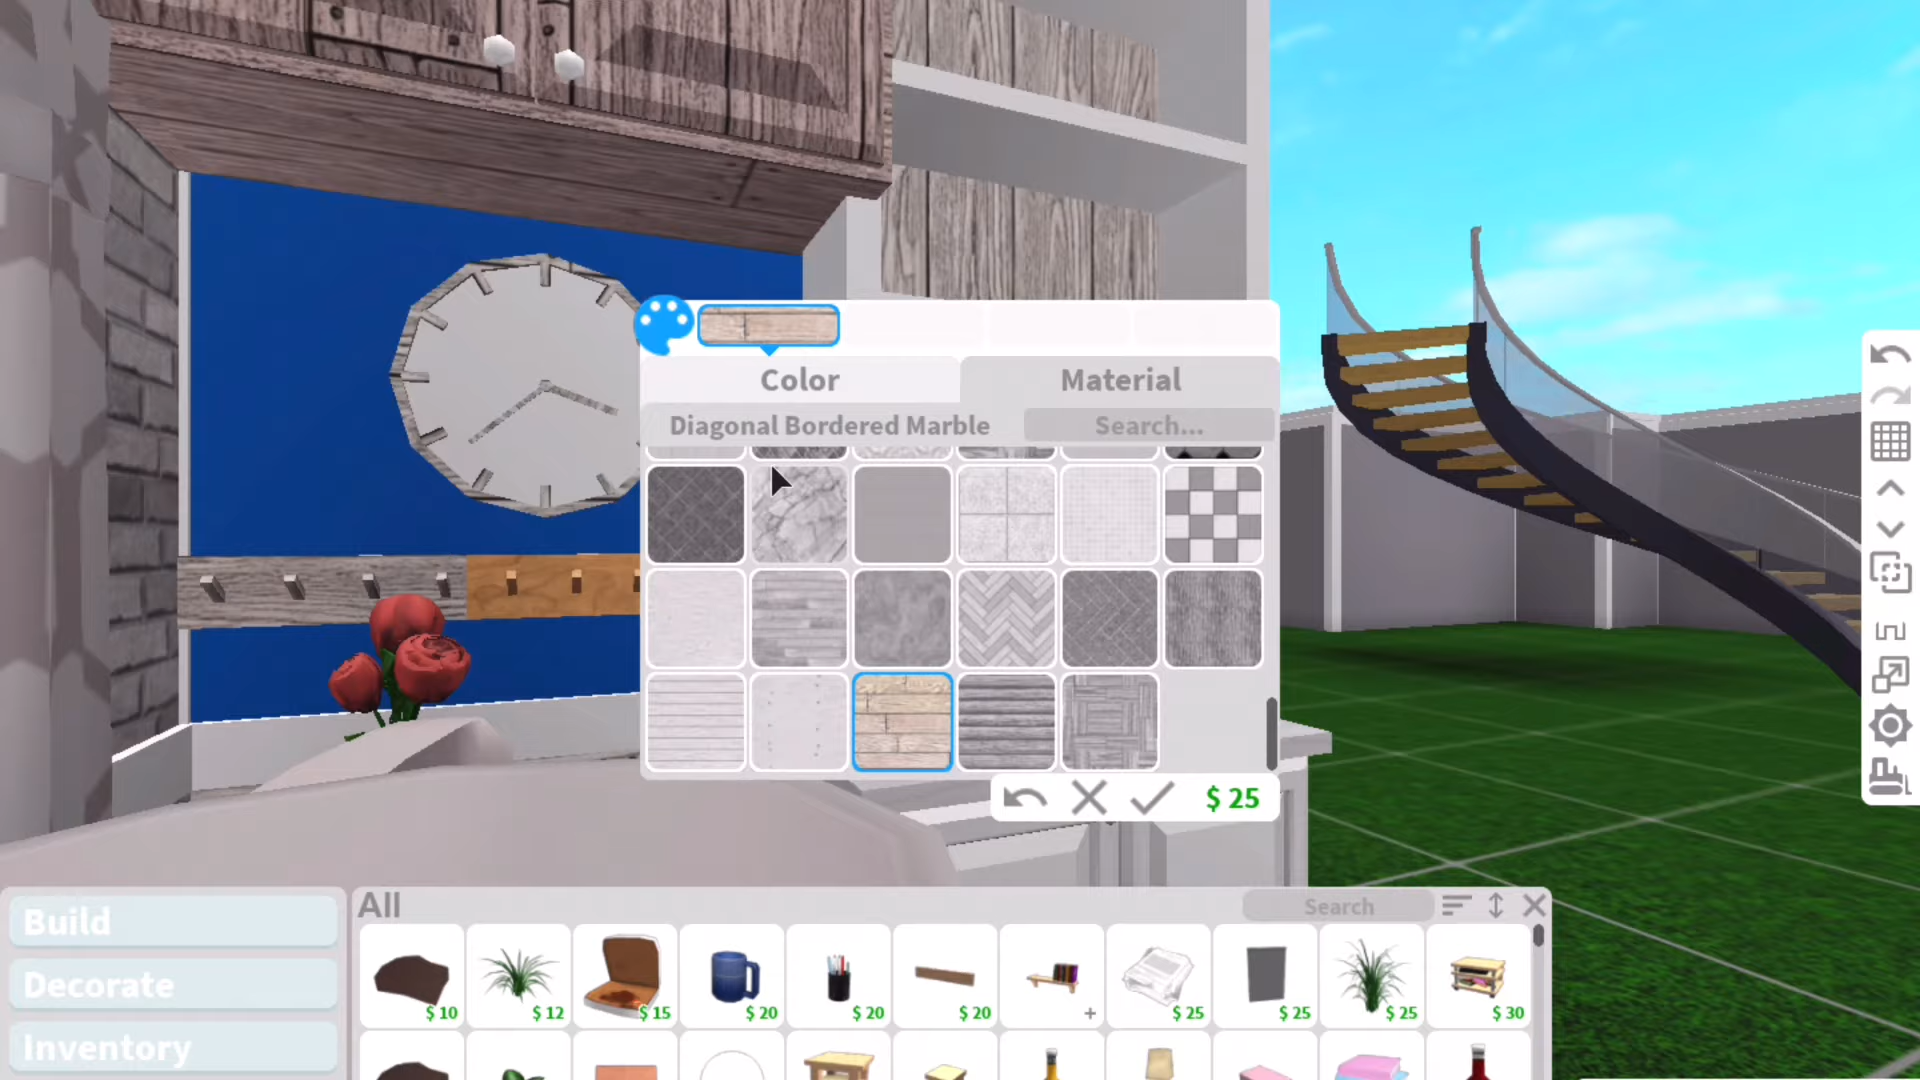 Color
Material
Diagonal Bordered Marble
Search...
$ 25
Build
Decorate
Inventory
All
Search
$ 10
$ 12
$ 15
$ 20
$ 20
$ 20
+
$ 25
$ 25
$ 25
$ 30